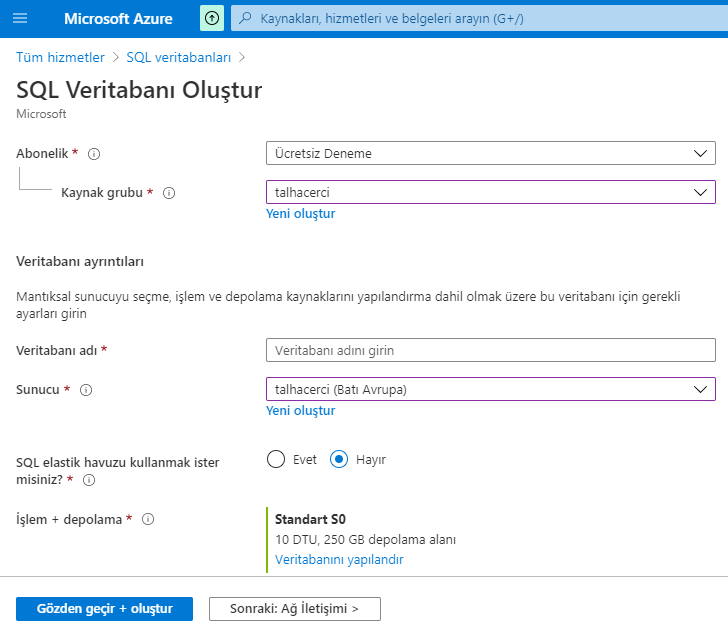 Microsoft Azure
Kaynakları, hizmetleri ve belgeleri arayın (G+/)
Tüm hizmetler > SQL veritabanları >
SQL Veritabanı Oluştur
Microsoft
Abonelik *
Ücretsiz Deneme
Kaynak grubu *
talhacerci
Yeni oluştur
Veritabanı ayrıntıları
Mantıksal sunucuyu seçme, işlem ve depolama kaynaklarını yapılandırma dahil olmak üzere bu veritabanı için gerekli
ayarları girin
Veritabanı adı *
Veritabanı adını girin
Sunucu *
talhacerci (Batı Avrupa)
Yeni oluştur
SQL elastik havuzu kullanmak ister
misiniz? *
Evet
Hayır
İşlem + depolama *
Standart S0
10 DTU, 250 GB depolama alanı
Veritabanını yapılandır
Gözden geçir + oluştur
Sonraki: Ağ İletişimi >